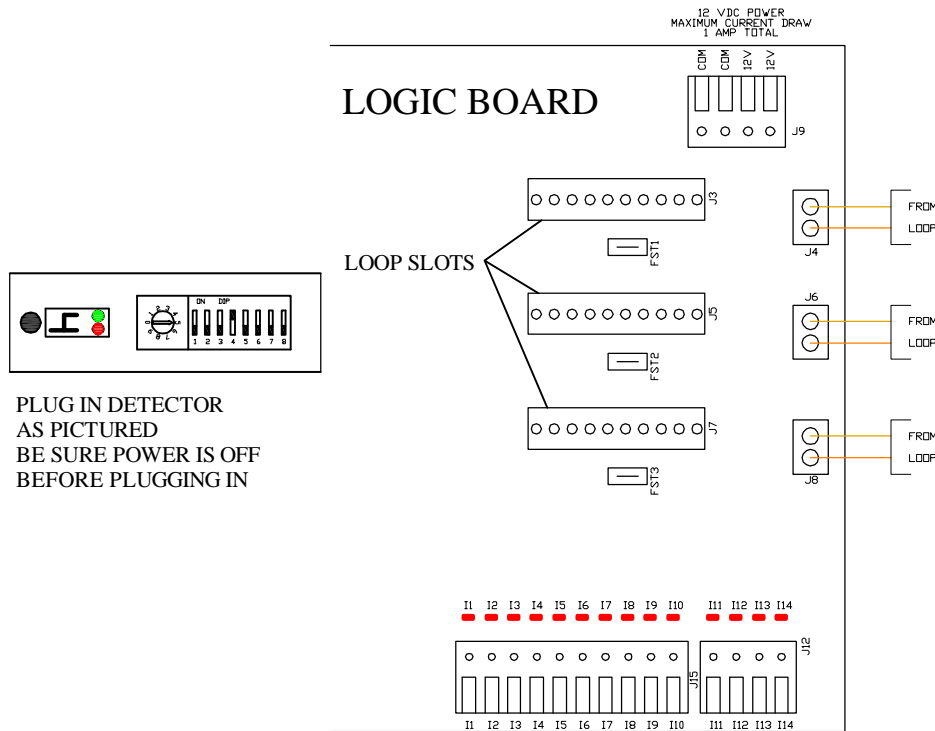 12 VDC POWER
MAXIMUM CURRENT DRAW
1 AMP TOTAL
COM COM 12V 12V
J9
LOGIC BOARD
J3
FST1
J4
FROM
LOOP
LOOP SLOTS
J5
FST2
J6
FROM
LOOP
ON DIP
1 2 3 4 5 6 7 8
PLUG IN DETECTOR
AS PICTURED
BE SURE POWER IS OFF
BEFORE PLUGGING IN
J7
FST3
J8
FROM
LOOP
I1 I2 I3 I4 I5 I6 I7 I8 I9 I10 I11 I12 I13 I14
J15
J12
I1 I2 I3 I4 I5 I6 I7 I8 I9 I10 I11 I12 I13 I14